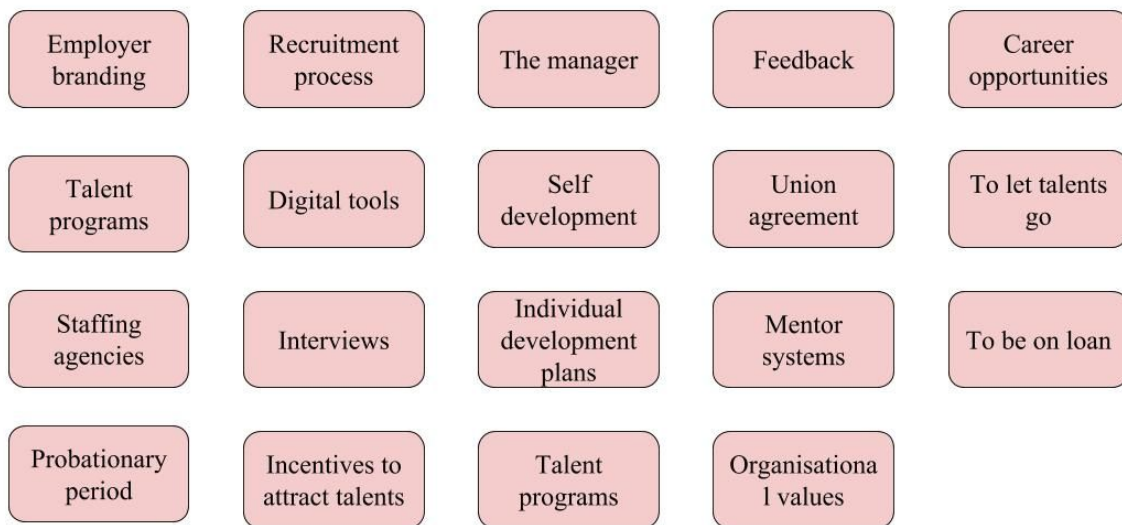 Employer
branding
Recruitment
process
The manager
Feedback
Career
opportunities
Talent
programs
Digital tools
Self
development
Union
agreement
To let talents
go
Staffing
agencies
Interviews
Individual
development
plans
Mentor
systems
To be on loan
Probationary
period
Incentives to
attract talents
Talent
programs
Organisationa
l values